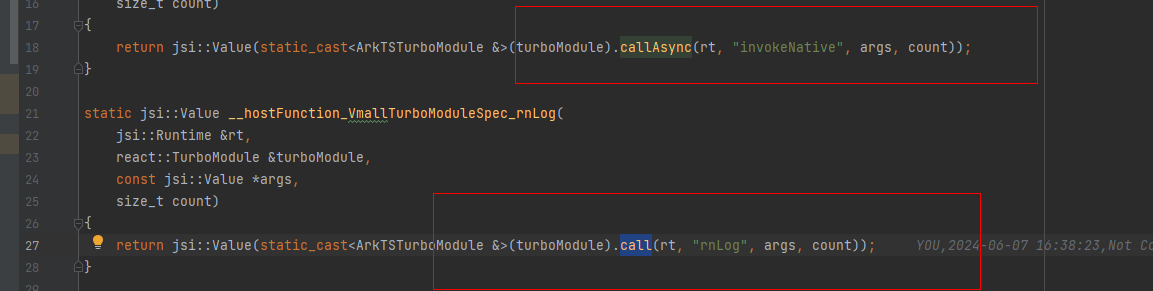 16 size_t count)
17 {
18 return jsi::Value(static_cast<ArkTSTurboModule &>(turboModule).callAsync(rt, "invokeNative", args, count));
19 }
20
21 static jsi::Value __hostFunction_VmallTurboModuleSpec_rnLog(
22 jsi::Runtime &rt,
23 react::TurboModule &turboModule,
24 const jsi::Value *args,
25 size_t count)
26 {
27 return jsi::Value(static_cast<ArkTSTurboModule &>(turboModule).call(rt, "rnLog", args, count)); YOU,2024-06-07 16:38:23,Not Co
28 }
29